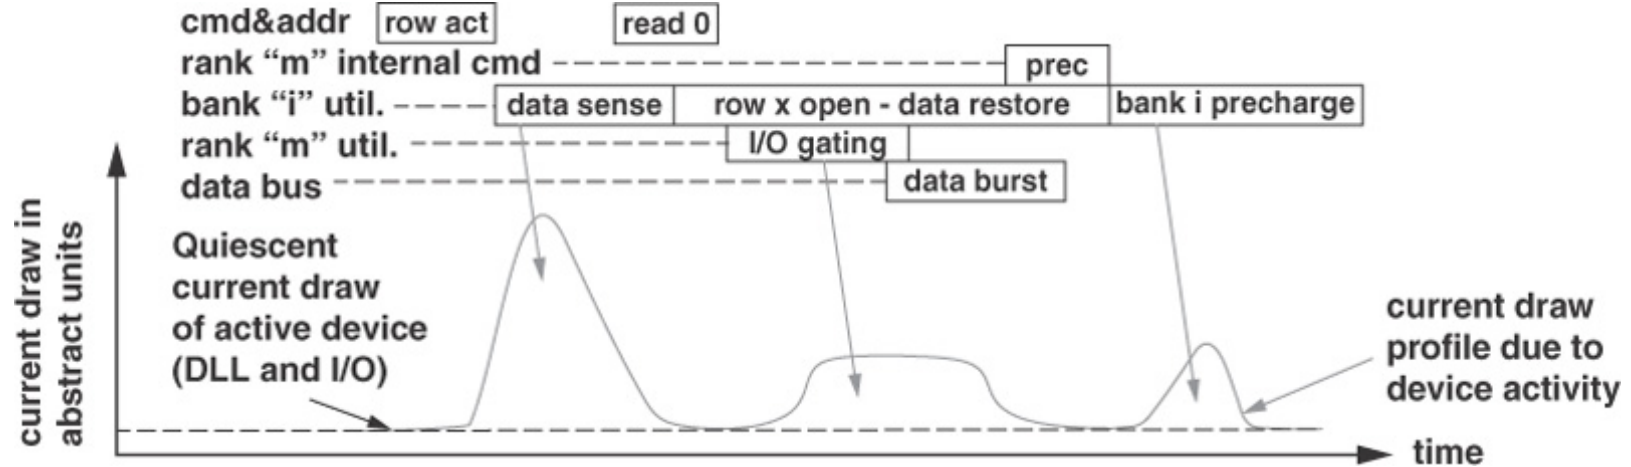 cmd&addr row act read 0
rank “m” internal cmd prec
bank “i” util. data sense row x open - data restore bank i precharge
rank “m” util. I/O gating
data bus data burst
Quiescent
current draw
of active device
(DLL and I/O)
current draw in
abstract units
current draw
profile due to
device activity
time